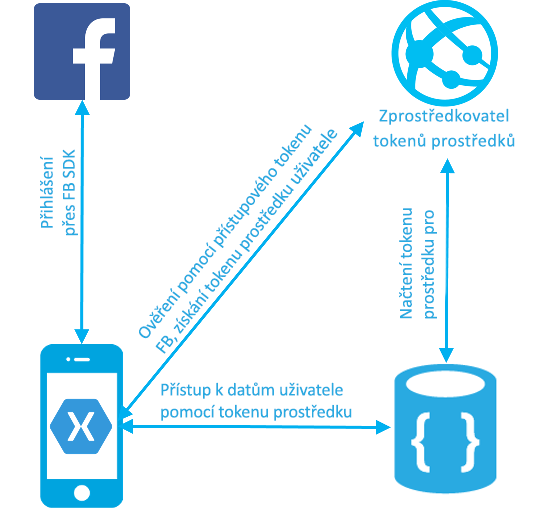 Zprostředkovatel
tokenů prostředků
Přihlášení
přes FB SDK
Ověření pomocí přístupového tokenu
FB, získání tokenu prostředku uživatele
Načtení tokenu
prostředku pro
Přístup k datům uživatele
pomocí tokenu prostředku